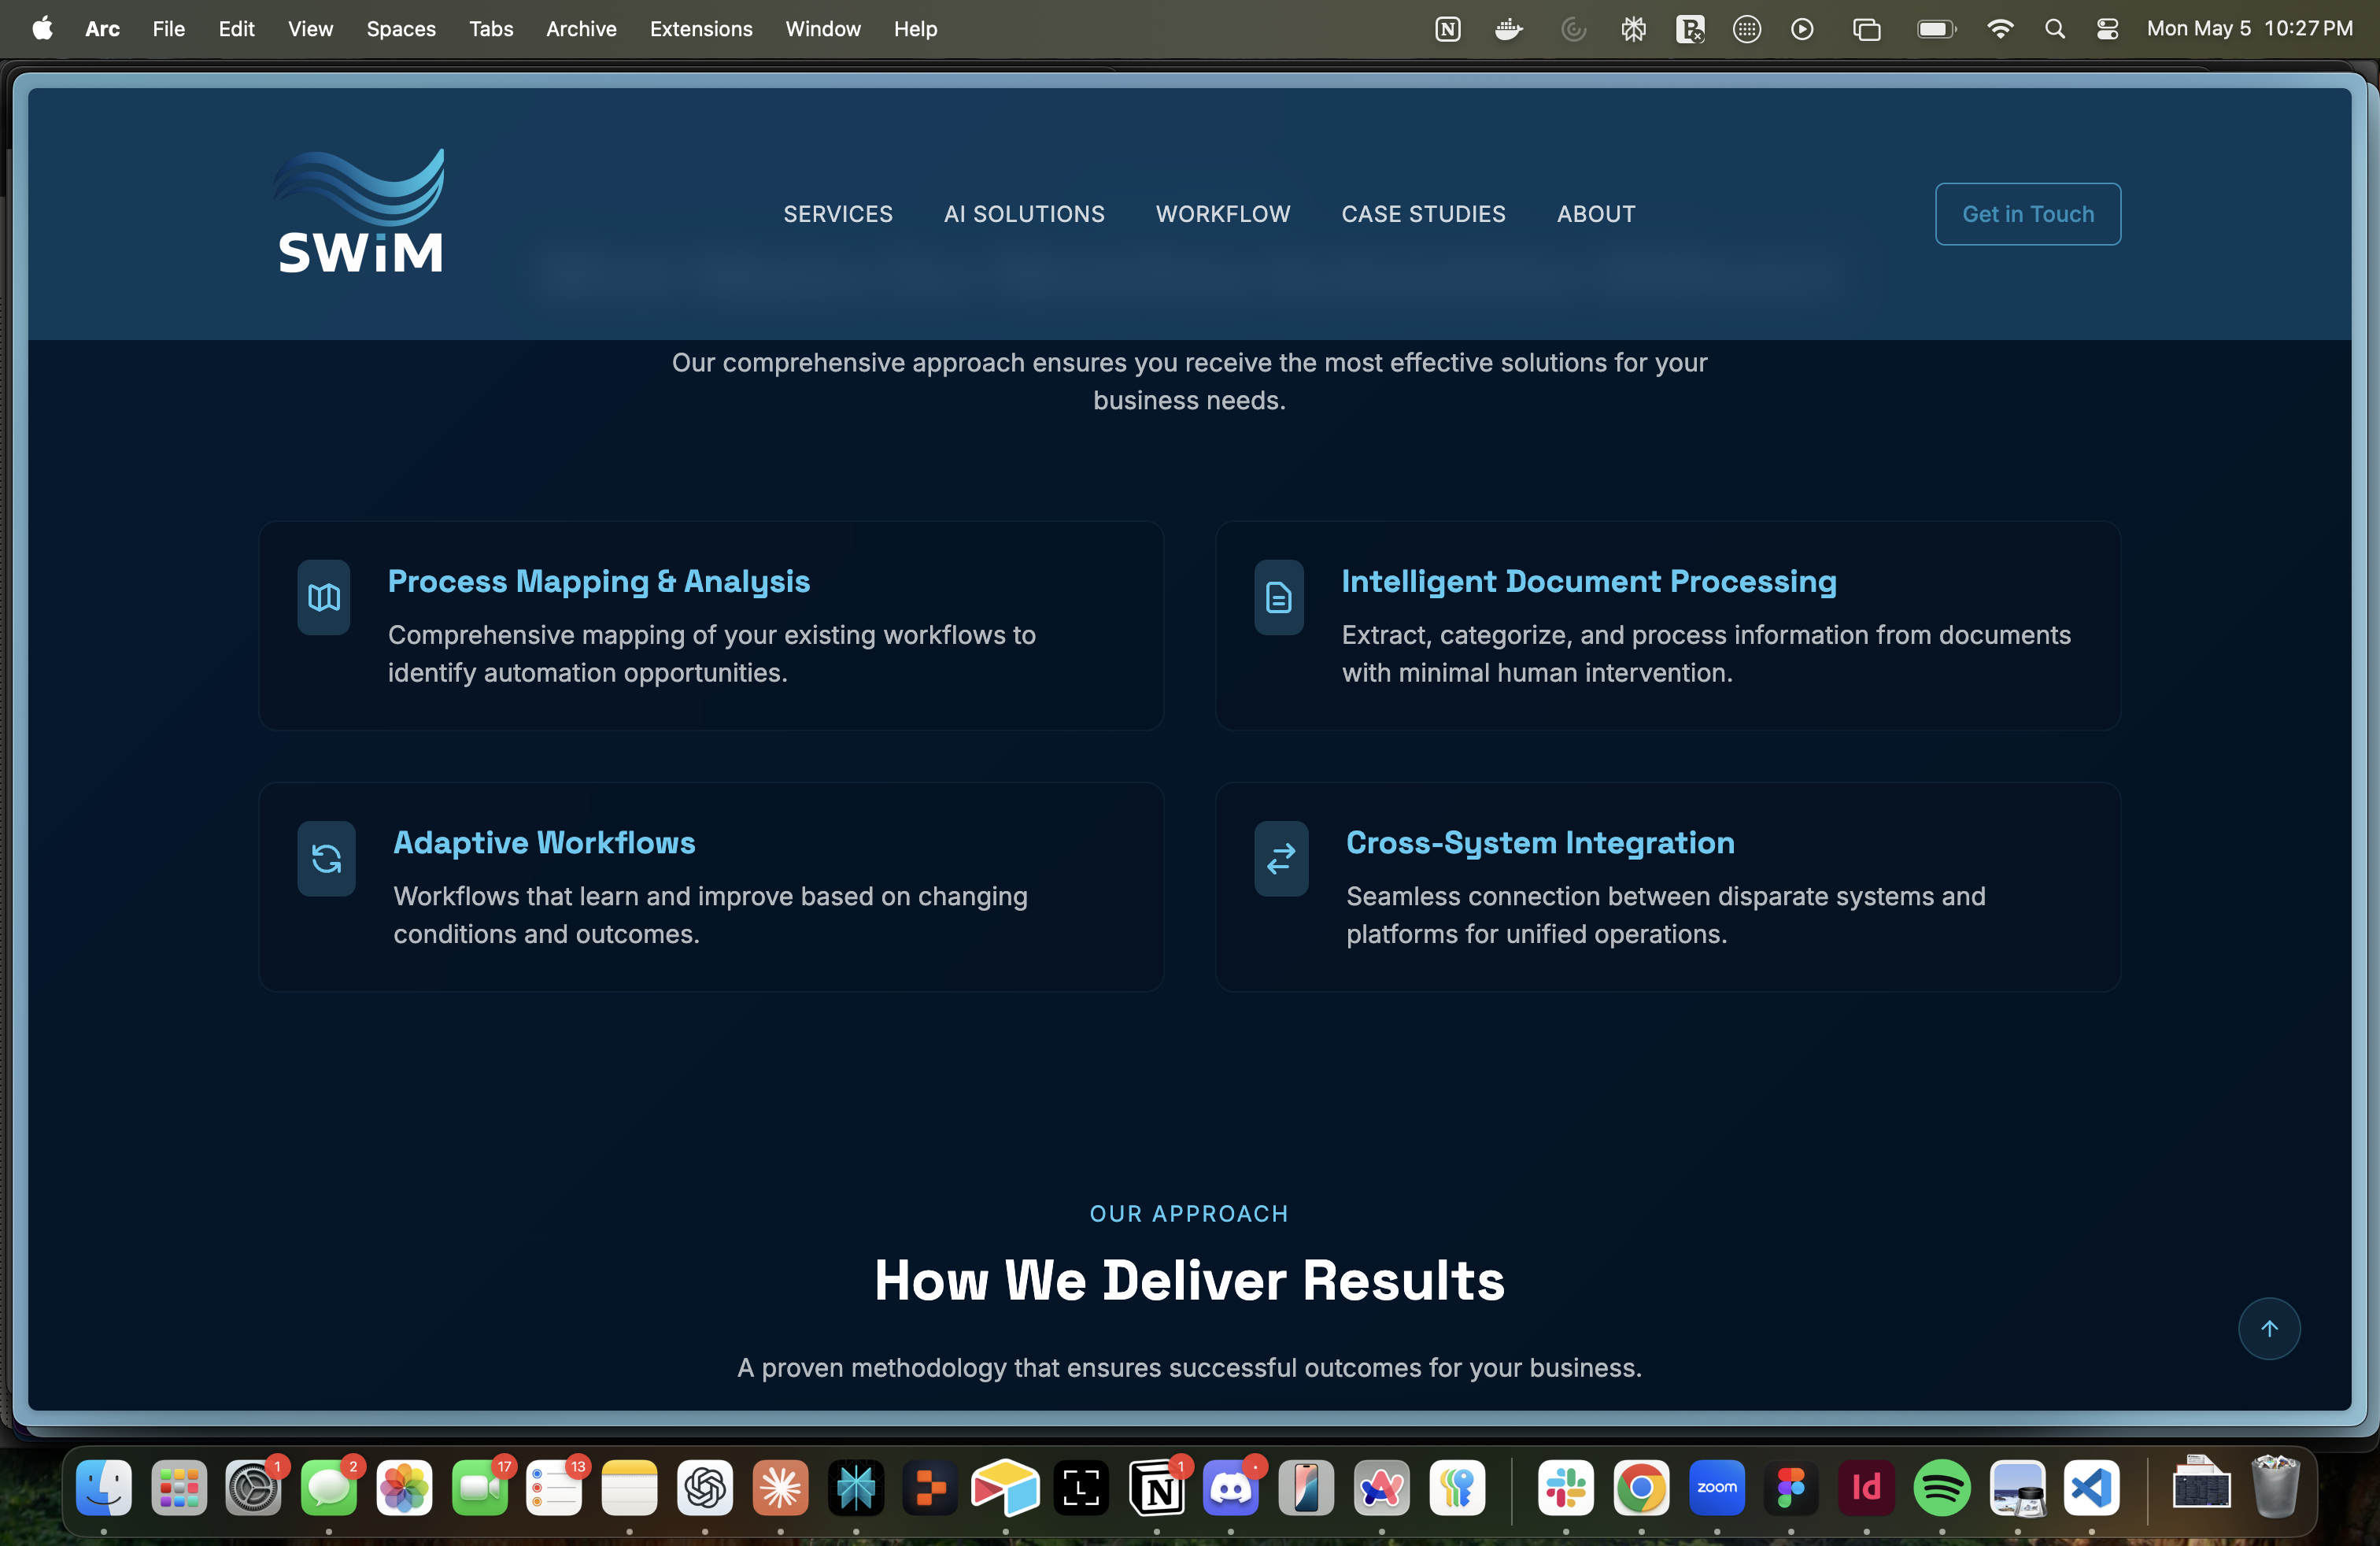 Arc File Edit View Spaces Tabs Archive Extensions Window Help Mon May 5 10:27 PM
SWiM
SERVICES AI SOLUTIONS WORKFLOW CASE STUDIES ABOUT
Get in Touch
Our comprehensive approach ensures you receive the most effective solutions for your
business needs.
Process Mapping & Analysis
Comprehensive mapping of your existing workflows to
identify automation opportunities.
Intelligent Document Processing
Extract, categorize, and process information from documents
with minimal human intervention.
Adaptive Workflows
Workflows that learn and improve based on changing
conditions and outcomes.
Cross-System Integration
Seamless connection between disparate systems and
platforms for unified operations.
OUR APPROACH
How We Deliver Results
A proven methodology that ensures successful outcomes for your business.
1 2 17 13 1 zoom Id